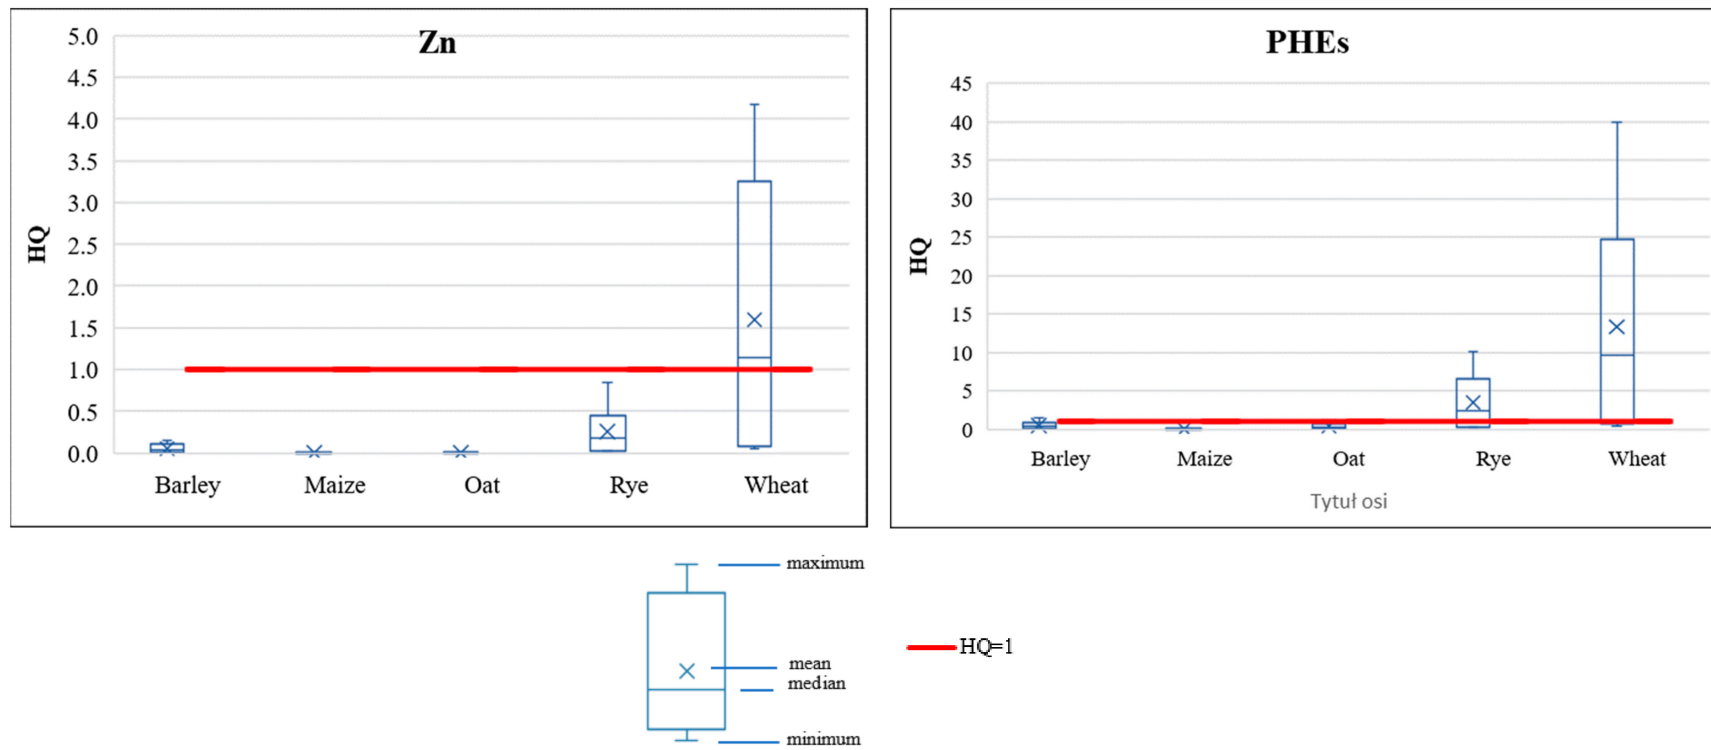 Zn
5.0
4.5
4.0
3.5
3.0
2.5
2.0
1.5
1.0
0.5
0.0
HQ
Barley Maize Oat Rye Wheat
PHEs
45
40
35
30
25
20
15
10
5
0
HQ
Barley Maize Oat Rye Wheat
Tytuł osi
maximum
mean
median
minimum
HQ=1